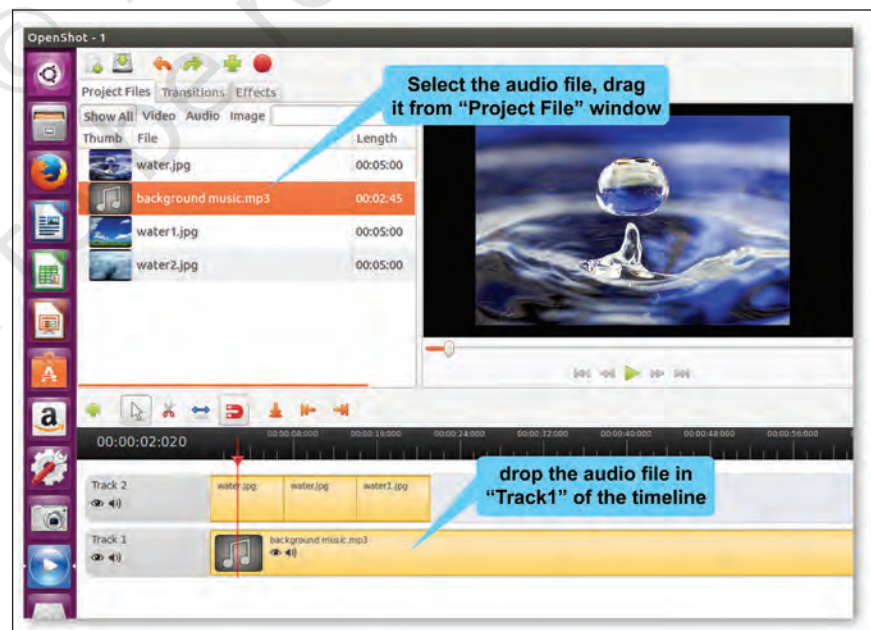 OpenShot - 1
Select the audio file, drag
it from “Project File” window
Project Files Transitions Effects
Show All Video Audio Image
Thumb File Length
water.jpg 00:05:00
background music.mp3 00:02:45
water1.jpg 00:05:00
water2.jpg 00:05:00
00:00:02:020
00:00:08:000 00:00:16:000 00:00:24:000 00:00:32:000 00:00:40:000 00:00:48:000 00:00:56:000
drop the audio file in
“Track1” of the timeline
Track 2
water.jpg water.jpg water1.jpg
Track 1
background music.mp3